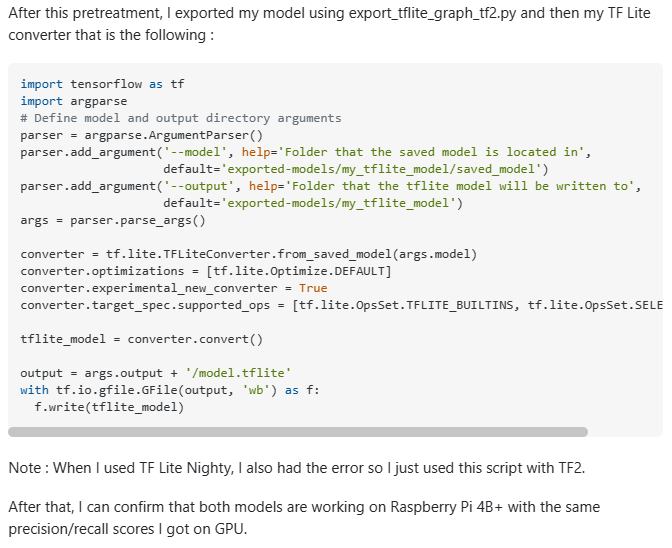 After this pretreatment, I exported my model using export_tflite_graph_tf2.py and then my TF Lite
converter that is the following :
import tensorflow as tf
import argparse
# Define model and output directory arguments
parser = argparse.ArgumentParser()
parser.add_argument('--model', help='Folder that the saved model is located in',
                    default='exported-models/my_tflite_model/saved_model')
parser.add_argument('--output', help='Folder that the tflite model will be written to',
                    default='exported-models/my_tflite_model')
args = parser.parse_args()
converter = tf.lite.TFLiteConverter.from_saved_model(args.model)
converter.optimizations = [tf.lite.Optimize.DEFAULT]
converter.experimental_new_converter = True
converter.target_spec.supported_ops = [tf.lite.OpsSet.TFLITE_BUILTINS, tf.lite.OpsSet.SELE
tflite_model = converter.convert()
output = args.output + '/model.tflite'
with tf.io.gfile.GFile(output, 'wb') as f:
  f.write(tflite_model)
Note : When I used TF Lite Nighty, I also had the error so I just used this script with TF2.
After that, I can confirm that both models are working on Raspberry Pi 4B+ with the same
precision/recall scores I got on GPU.